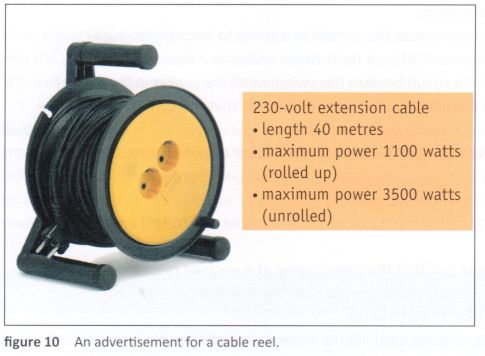 230-volt extension cable
• length 40 metres
• maximum power 1100 watts
(rolled up)
• maximum power 3500 watts
(unrolled)
figure 10 An advertisement for a cable reel.